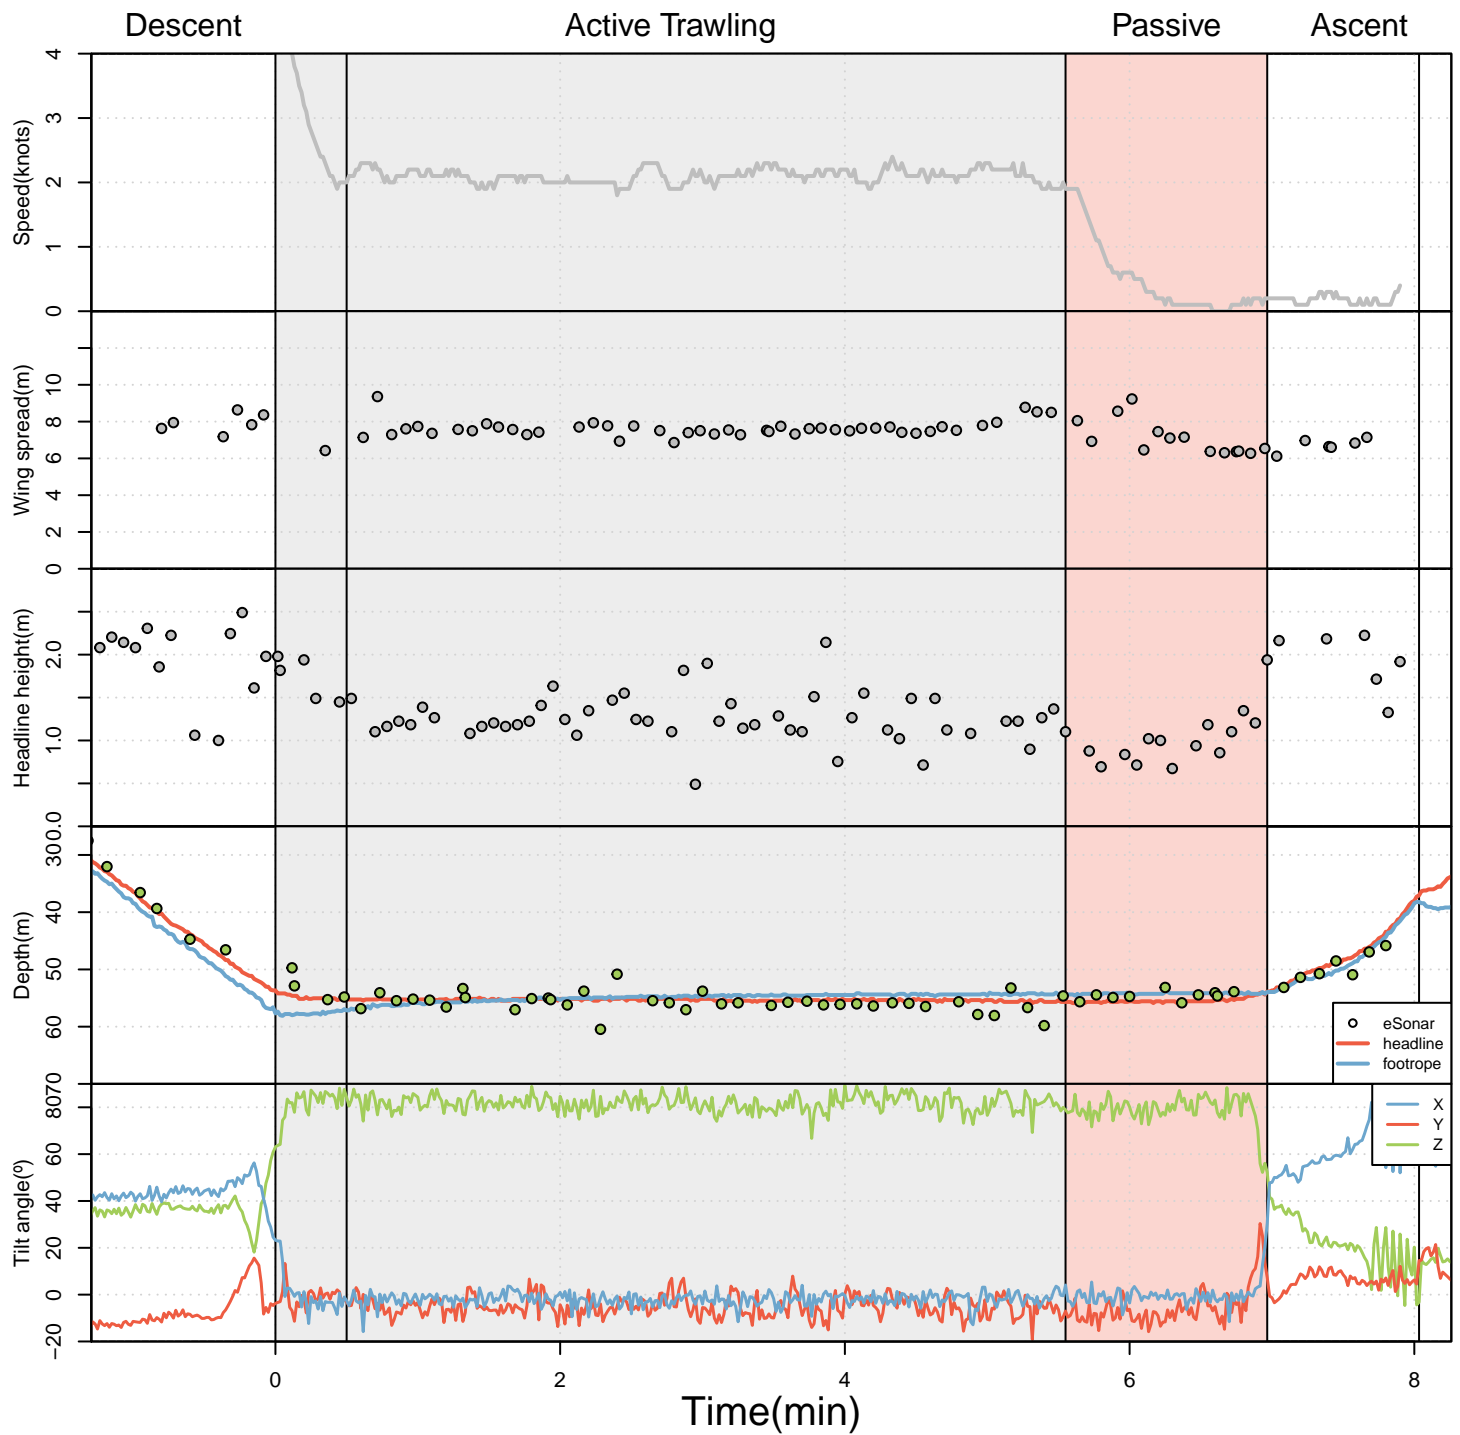 Descent Active Trawling Passive Ascent
Speed(knots)
4
3
2
1
0
Wing spread(m)
10
8
6
4
2
0
Headline height(m)
2.0
1.0
0.0
Depth(m)
30
40
50
60
70
eSonar
headline
footrope
Tilt angle(º)
80
60
40
20
0
−20
X
Y
Z
0 2 4 6 8
Time(min)